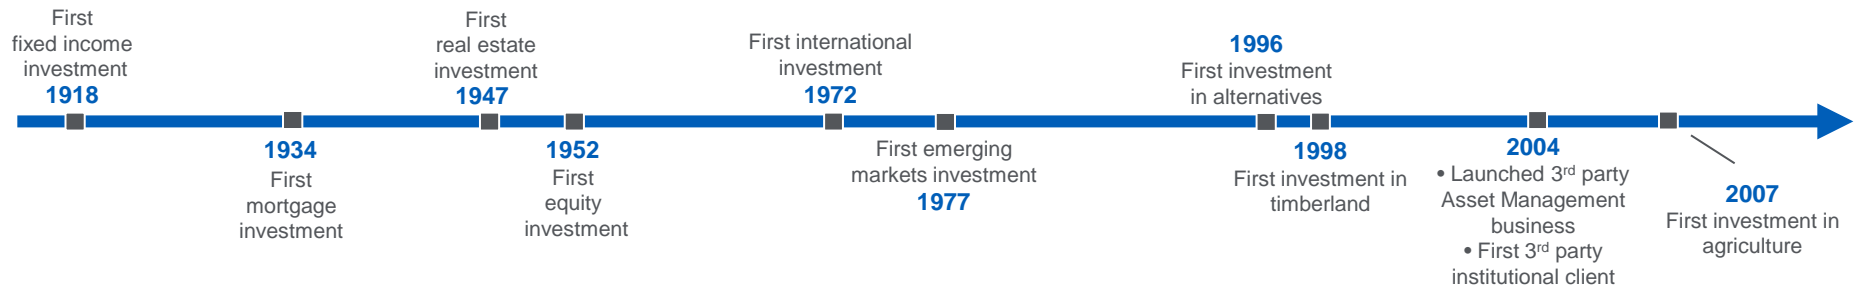 First
fixed income
investment
1918
1934
First
mortgage
investment
First
real estate
investment
1947
1952
First
equity
investment
First international
investment
1972
First emerging
markets investment
1977
1996
First investment
in alternatives
1998
First investment in
timberland
2004
• Launched 3rd party
Asset Management
business
• First 3rd party
institutional client
2007
First investment in
agriculture